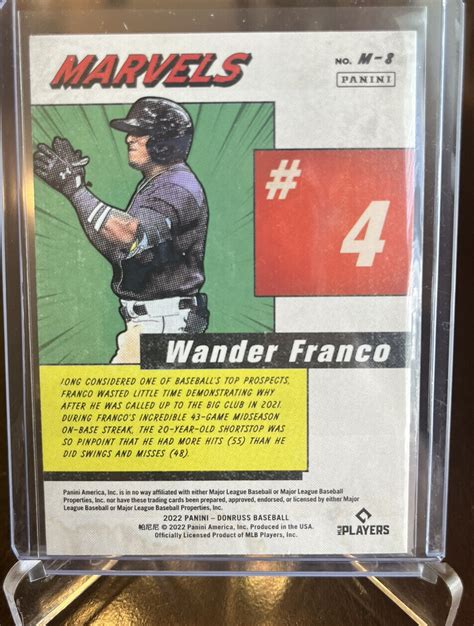 MARVELS
NO. M-8
PANINI
# 4
Wander Franco
LONG CONSIDERED ONE OF BASEBALL'S TOP PROSPECTS,
FRANCO WASTED LITTLE TIME DEMONSTRATING WHY
AFTER HE WAS CALLED UP TO THE BIG CLUB IN 2021.
DURING FRANCO'S INCREDIBLE 43-GAME MIDSEASON
ON-BASE STREAK, THE 20-YEAR-OLD SHORTSTOP WAS
SO PINPOINT THAT HE HAD MORE HITS (55) THAN HE
DID SWINGS AND MISSES (48).
Panini America, Inc. is in no way affiliated with either Major League Baseball or Major League Baseball
Properties, Inc. nor have these trading cards been prepared, approved, endorsed, or licensed by either Major
League Baseball or Major League Baseball Properties, Inc.
2022 PANINI – DONRUSS BASEBALL
帕尼尼 © 2022 Panini America, Inc. Produced in the USA.
Officially Licensed Product of MLB Players, Inc.
MLB PLAYERS